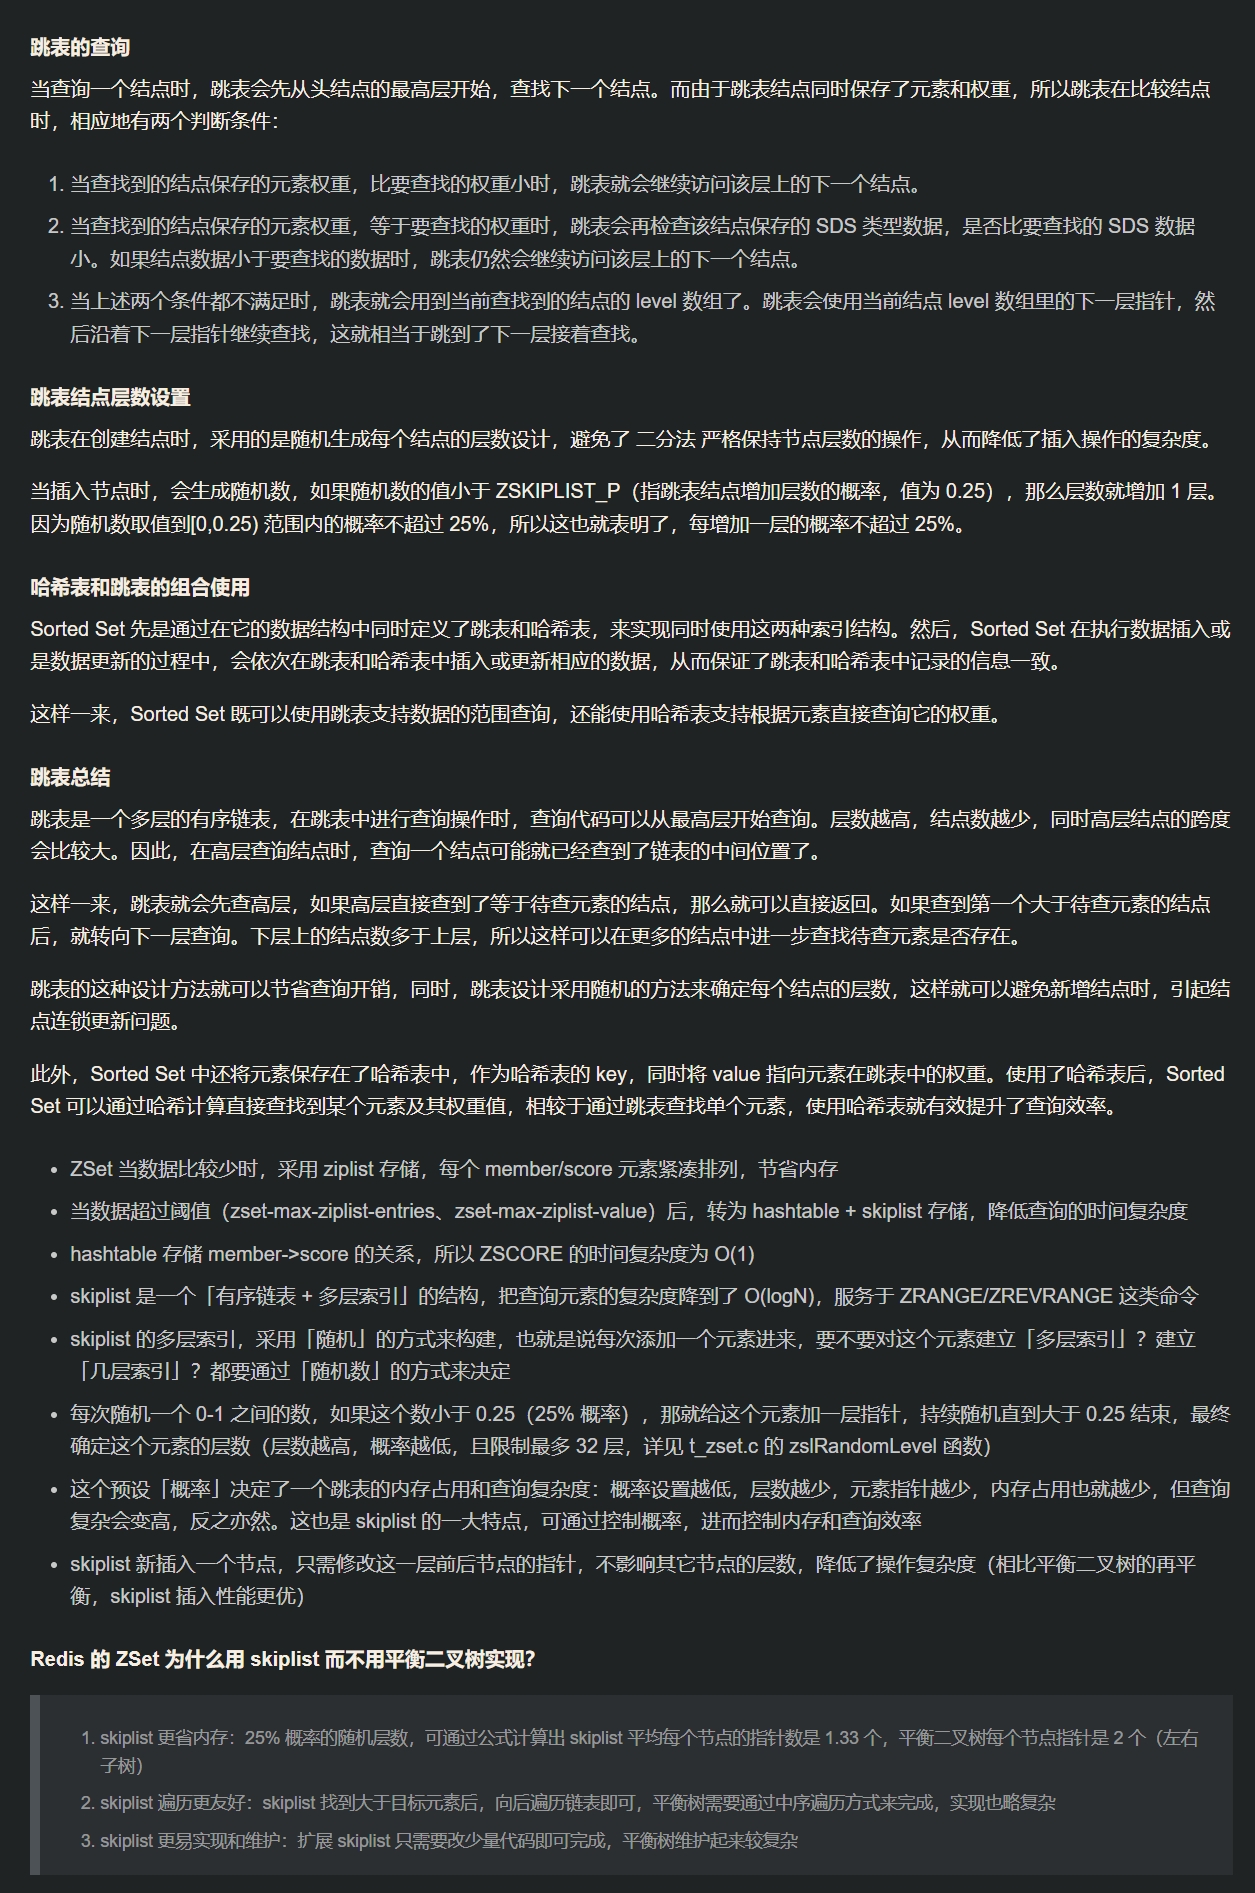 跳表的查询
当查询一个结点时，跳表会先从头结点的最高层开始，查找下一个结点。而由于跳表结点同时保存了元素和权重，所以跳表在比较结点
时，相应地有两个判断条件：
1. 当查找到的结点保存的元素权重，比要查找的权重小时，跳表就会继续访问该层上的下一个结点。
2. 当查找到的结点保存的元素权重，等于要查找的权重时，跳表会再检查该结点保存的 SDS 类型数据，是否比要查找的 SDS 数据
小。如果结点数据小于要查找的数据时，跳表仍然会继续访问该层上的下一个结点。
3. 当上述两个条件都不满足时，跳表就会用到当前查找到的结点的 level 数组了。跳表会使用当前结点 level 数组里的下一层指针，然
后沿着下一层指针继续查找，这就相当于跳到了下一层接着查找。
跳表结点层数设置
跳表在创建结点时，采用的是随机生成每个结点的层数设计，避免了 二分法 严格保持节点层数的操作，从而降低了插入操作的复杂度。
当插入节点时，会生成随机数，如果随机数的值小于 ZSKIPLIST_P（指跳表结点增加层数的概率，值为 0.25），那么层数就增加 1 层。
因为随机数取值到[0,0.25) 范围内的概率不超过 25%，所以这也就表明了，每增加一层的概率不超过 25%。
哈希表和跳表的组合使用
Sorted Set 先是通过在它的数据结构中同时定义了跳表和哈希表，来实现同时使用这两种索引结构。然后，Sorted Set 在执行数据插入或
是数据更新的过程中，会依次在跳表和哈希表中插入或更新相应的数据，从而保证了跳表和哈希表中记录的信息一致。
这样一来，Sorted Set 既可以使用跳表支持数据的范围查询，还能使用哈希表支持根据元素直接查询它的权重。
跳表总结
跳表是一个多层的有序链表，在跳表中进行查询操作时，查询代码可以从最高层开始查询。层数越高，结点数越少，同时高层结点的跨度
会比较大。因此，在高层查询结点时，查询一个结点可能就已经查到了链表的中间位置了。
这样一来，跳表就会先查高层，如果高层直接查到了等于待查元素的结点，那么就可以直接返回。如果查到第一个大于待查元素的结点
后，就转向下一层查询。下层上的结点数多于上层，所以这样可以在更多的结点中进一步查找待查元素是否存在。
跳表的这种设计方法就可以节省查询开销，同时，跳表设计采用随机的方法来确定每个结点的层数，这样就可以避免新增结点时，引起结
点连锁更新问题。
此外，Sorted Set 中还将元素保存在了哈希表中，作为哈希表的 key，同时将 value 指向元素在跳表中的权重。使用了哈希表后，Sorted
Set 可以通过哈希计算直接查找到某个元素及其权重值，相较于通过跳表查找单个元素，使用哈希表就有效提升了查询效率。
• ZSet 当数据比较少时，采用 ziplist 存储，每个 member/score 元素紧凑排列，节省内存
• 当数据超过阈值（zset-max-ziplist-entries、zset-max-ziplist-value）后，转为 hashtable + skiplist 存储，降低查询的时间复杂度
• hashtable 存储 member->score 的关系，所以 ZSCORE 的时间复杂度为 O(1)
• skiplist 是一个「有序链表 + 多层索引」的结构，把查询元素的复杂度降到了 O(logN)，服务于 ZRANGE/ZREVRANGE 这类命令
• skiplist 的多层索引，采用「随机」的方式来构建，也就是说每次添加一个元素进来，要不要对这个元素建立「多层索引」？建立
「几层索引」？都要通过「随机数」的方式来决定
• 每次随机一个 0-1 之间的数，如果这个数小于 0.25（25% 概率），那就给这个元素加一层指针，持续随机直到大于 0.25 结束，最终
确定这个元素的层数（层数越高，概率越低，且限制最多 32 层，详见 t_zset.c 的 zslRandomLevel 函数）
• 这个预设「概率」决定了一个跳表的内存占用和查询复杂度：概率设置越低，层数越少，元素指针越少，内存占用也就越少，但查询
复杂会变高，反之亦然。这也是 skiplist 的一大特点，可通过控制概率，进而控制内存和查询效率
• skiplist 新插入一个节点，只需修改这一层前后节点的指针，不影响其它节点的层数，降低了操作复杂度（相比平衡二叉树的再平
衡，skiplist 插入性能更优）
Redis 的 ZSet 为什么用 skiplist 而不用平衡二叉树实现？
1. skiplist 更省内存：25% 概率的随机层数，可通过公式计算出 skiplist 平均每个节点的指针数是 1.33 个，平衡二叉树每个节点指针是 2 个（左右
子树）
2. skiplist 遍历更友好：skiplist 找到大于目标元素后，向后遍历链表即可，平衡树需要通过中序遍历方式来完成，实现也略复杂
3. skiplist 更易实现和维护：扩展 skiplist 只需要改少量代码即可完成，平衡树维护起来较复杂